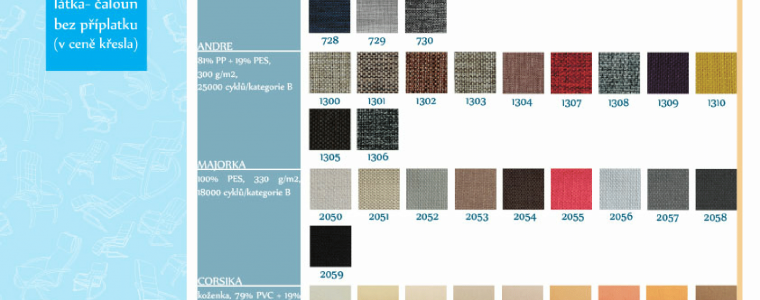 látka- čaloun
bez příplatku
(v ceně křesla)
728 729 730
ANDRE
81% PP + 19% PES,
300 g/m2,
25000 cyklů/kategorie B
1300 1301 1302 1303 1304 1307 1308 1309 1310
1305 1306
MAJORKA
100% PES, 330 g/m2,
18000 cyklů/kategorie B
2050 2051 2052 2053 2054 2055 2056 2057 2058
2059
CORSIKA
koženka, 79% PVC + 19%